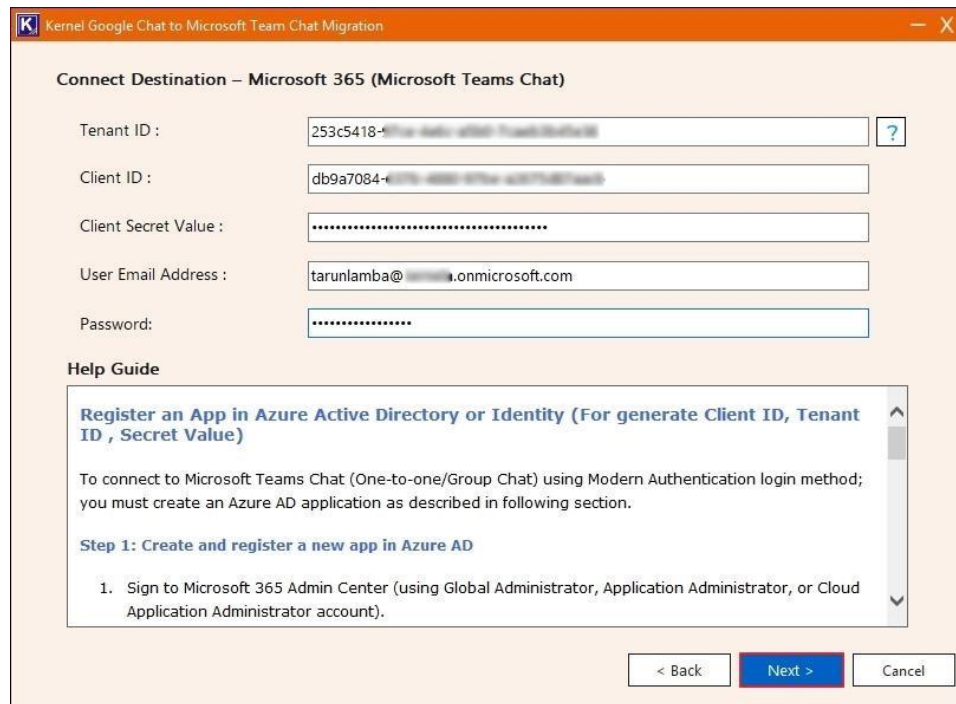 Kernel Google Chat to Microsoft Team Chat Migration
Connect Destination – Microsoft 365 (Microsoft Teams Chat)
Tenant ID : 253c5418- ?
Client ID : db9a7084-
Client Secret Value :
User Email Address : tarunlamba@ .onmicrosoft.com
Password:
Help Guide
Register an App in Azure Active Directory or Identity (For generate Client ID, Tenant
ID , Secret Value)
To connect to Microsoft Teams Chat (One-to-one/Group Chat) using Modern Authentication login method;
you must create an Azure AD application as described in following section.
Step 1: Create and register a new app in Azure AD
1. Sign to Microsoft 365 Admin Center (using Global Administrator, Application Administrator, or Cloud
Application Administrator account).
< Back Next > Cancel